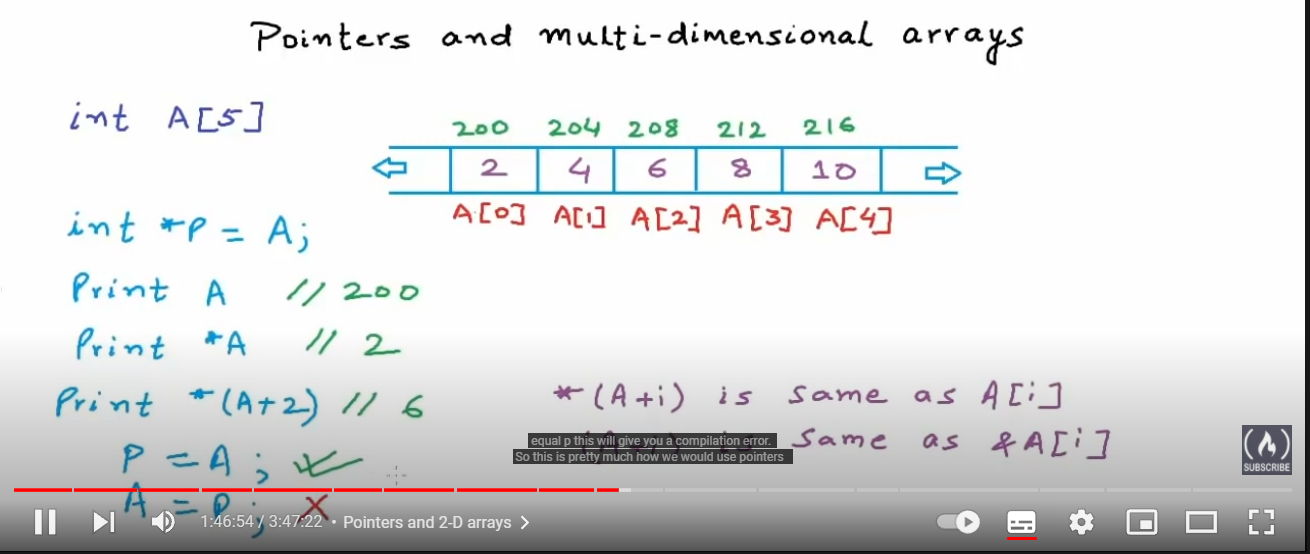 Pointers and multi-dimensional arrays
int A[5]
200 204 208 212 216
2 4 6 8 10
A[0] A[1] A[2] A[3] A[4]
int *P = A;
Print A // 200
Print *A // 2
Print *(A+2) // 6
*(A+i) is same as A[i]
same as &A[i]
P = A; ✓
A = P; X
equal p this will give you a compilation error.
So this is pretty much how we would use pointers
SUBSCRIBE
1:46:54 / 3:47:22 • Pointers and 2-D arrays